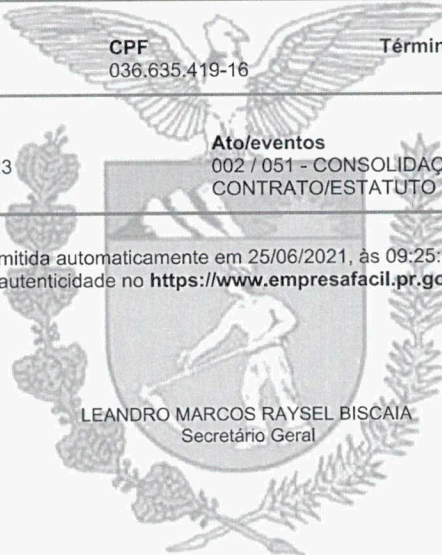 CPF
036.635.419-16
Términ
3
Ato/eventos
002 / 051 - CONSOLIDAÇ
CONTRATO/ESTATUTO
mitida automaticamente em 25/06/2021, às 09:25:
autenticidade no https://www.empresafacil.pr.go
LEANDRO MARCOS RAYSEL BISCAIA
Secretário Geral